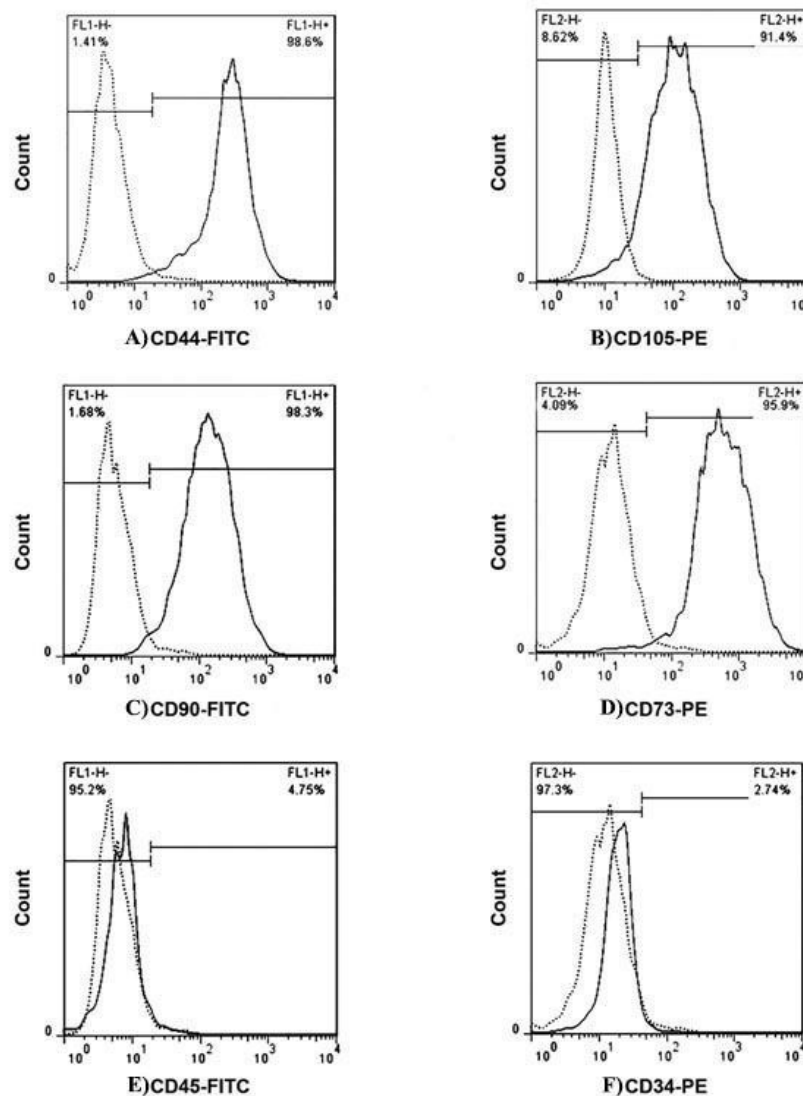 FL1-H-
1.41%
FL1-H+
98.6%
Count
0
10^0 10^1 10^2 10^3 10^4
A) CD44-FITC
FL2-H-
8.62%
FL2-H+
91.4%
Count
0
10^0 10^1 10^2 10^3 10^4
B) CD105-PE
FL1-H-
1.68%
FL1-H+
98.3%
Count
0
10^0 10^1 10^2 10^3 10^4
C) CD90-FITC
FL2-H-
4.09%
FL2-H+
95.9%
Count
0
10^0 10^1 10^2 10^3 10^4
D) CD73-PE
FL1-H-
95.2%
FL1-H+
4.75%
Count
0
10^0 10^1 10^2 10^3 10^4
E) CD45-FITC
FL2-H-
97.3%
FL2-H+
2.74%
Count
0
10^0 10^1 10^2 10^3 10^4
F) CD34-PE